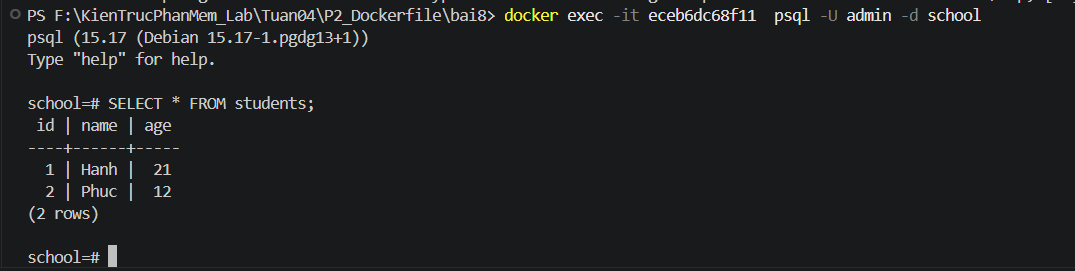 PS F:\KienTrucPhanMem_Lab\Tuan04\P2_Dockerfile\bai8> docker exec -it eceb6dc68f11  psql -U admin -d school
psql (15.17 (Debian 15.17-1.pgdg13+1))
Type "help" for help.

school=# SELECT * FROM students;
 id | name | age
----+------+-----
  1 | Hanh |  21
  2 | Phuc |  12
(2 rows)

school=#